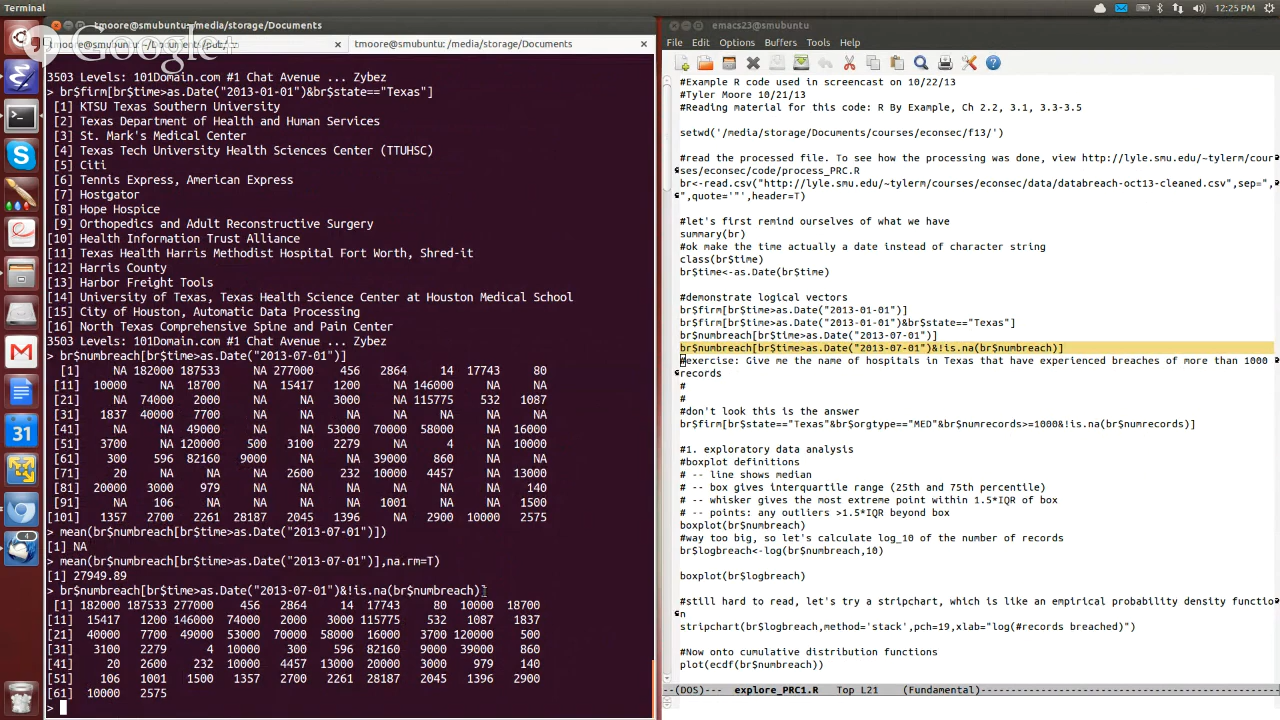 Terminal
12:25 PM
tmoore@smubuntu: /media/storage/Documents
tmoore@smubuntu: /media/storage/Documents
Google+
3503 Levels: 101Domain.com #1 Chat Avenue ... Zybez
> br$firm[br$time>as.Date("2013-01-01")&br$state=="Texas"]
[1] KTSU Texas Southern University
[2] Texas Department of Health and Human Services
[3] St. Mark's Medical Center
[4] Texas Tech University Health Sciences Center (TTUHSC)
[5] Citi
[6] Tennis Express, American Express
[7] Hostgator
[8] Hope Hospice
[9] Orthopedics and Adult Reconstructive Surgery
[10] Health Information Trust Alliance
[11] Texas Health Harris Methodist Hospital Fort Worth, Shred-it
[12] Harris County
[13] Harbor Freight Tools
[14] University of Texas, Texas Health Science Center at Houston Medical School
[15] City of Houston, Automatic Data Processing
[16] North Texas Comprehensive Spine and Pain Center
3503 Levels: 101Domain.com #1 Chat Avenue ... Zybez
> br$numbreach[br$time>as.Date("2013-07-01")]
[1] NA 182000 187533 NA 277000 456 2864 14 17743 80
[11] 10000 NA 18700 NA 15417 1200 NA 146000 NA NA
[21] NA 74000 2000 NA NA 3000 NA 115775 532 1087
[31] 1837 40000 7700 NA NA NA NA NA NA NA
[41] NA NA 49000 NA NA 53000 70000 58000 NA 16000
[51] 3700 NA 120000 500 3100 2279 NA 4 NA 10000
[61] 300 596 82160 9000 NA NA 39000 860 NA NA
[71] 20 NA NA NA 2600 232 10000 4457 NA 13000
[81] 20000 3000 979 NA NA NA NA NA NA 140
[91] NA 106 NA NA NA NA 1001 NA NA 1500
[101] 1357 2700 2261 28187 2045 1396 NA 2900 10000 2575
> mean(br$numbreach[br$time>as.Date("2013-07-01")])
[1] NA
> mean(br$numbreach[br$time>as.Date("2013-07-01")],na.rm=T)
[1] 27949.89
> br$numbreach[br$time>as.Date("2013-07-01")&!is.na(br$numbreach)]
[1] 182000 187533 277000 456 2864 14 17743 80 10000 18700
[11] 15417 1200 146000 74000 2000 3000 115775 532 1087 1837
[21] 40000 7700 49000 53000 70000 58000 16000 3700 120000 500
[31] 3100 2279 4 10000 300 596 82160 9000 39000 860
[41] 20 2600 232 10000 4457 13000 20000 3000 979 140
[51] 106 1001 1500 1357 2700 2261 28187 2045 1396 2900
[61] 10000 2575
>
4
31
emacs23@smubuntu
File Edit Options Buffers Tools Help
#Example R code used in screencast on 10/22/13
#Tyler Moore 10/21/13
#Reading material for this code: R By Example, Ch 2.2, 3.1, 3.3-3.5
setwd('/media/storage/Documents/courses/econsec/f13/')
#read the processed file. To see how the processing was done, view http://lyle.smu.edu/~tylerm/cour
ses/econsec/code/process_PRC.R
br<-read.csv("http://lyle.smu.edu/~tylerm/courses/econsec/data/databreach-oct13-cleaned.csv",sep=",
",quote='"',header=T)
#let's first remind ourselves of what we have
summary(br)
#ok make the time actually a date instead of character string
class(br$time)
br$time<-as.Date(br$time)
#demonstrate logical vectors
br$firm[br$time>as.Date("2013-01-01")]
br$firm[br$time>as.Date("2013-01-01")&br$state=="Texas"]
br$numbreach[br$time>as.Date("2013-07-01")]
br$numbreach[br$time>as.Date("2013-07-01")&!is.na(br$numbreach)]
#exercise: Give me the name of hospitals in Texas that have experienced breaches of more than 1000
records
#
#
#don't look this is the answer
br$firm[br$state=="Texas"&br$orgtype=="MED"&br$numrecords>=1000&!is.na(br$numrecords)]
#1. exploratory data analysis
#boxplot definitions
# -- line shows median
# -- box gives interquartile range (25th and 75th percentile)
# -- whisker gives the most extreme point within 1.5*IQR of box
# -- points: any outliers >1.5*IQR beyond box
boxplot(br$numbreach)
#way too big, so let's calculate log_10 of the number of records
br$logbreach<-log(br$numbreach,10)
boxplot(br$logbreach)
#still hard to read, let's try a stripchart, which is like an empirical probability density functio
n
stripchart(br$logbreach,method='stack',pch=19,xlab="log(#records breached)")
#Now onto cumulative distribution functions
plot(ecdf(br$numbreach))
--(DOS)--- explore_PRC1.R Top L21 (Fundamental)